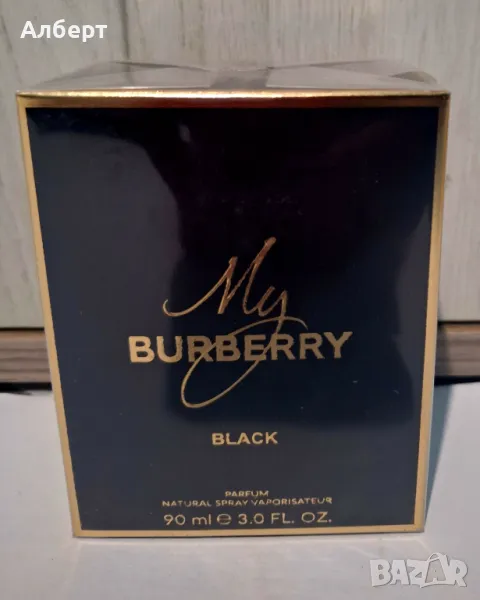 Алберт
My
BURBERRY
BLACK
PARFUM
NATURAL SPRAY VAPORISATEUR
90 ml e 3.0 FL. OZ.
BAZAR